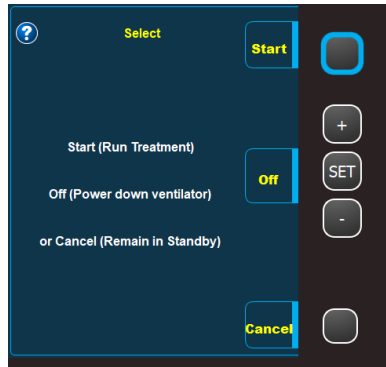 ?
Select
Start
Start (Run Treatment)
Off (Power down ventilator)
or Cancel (Remain in Standby)
Off
Cancel
+
SET
-